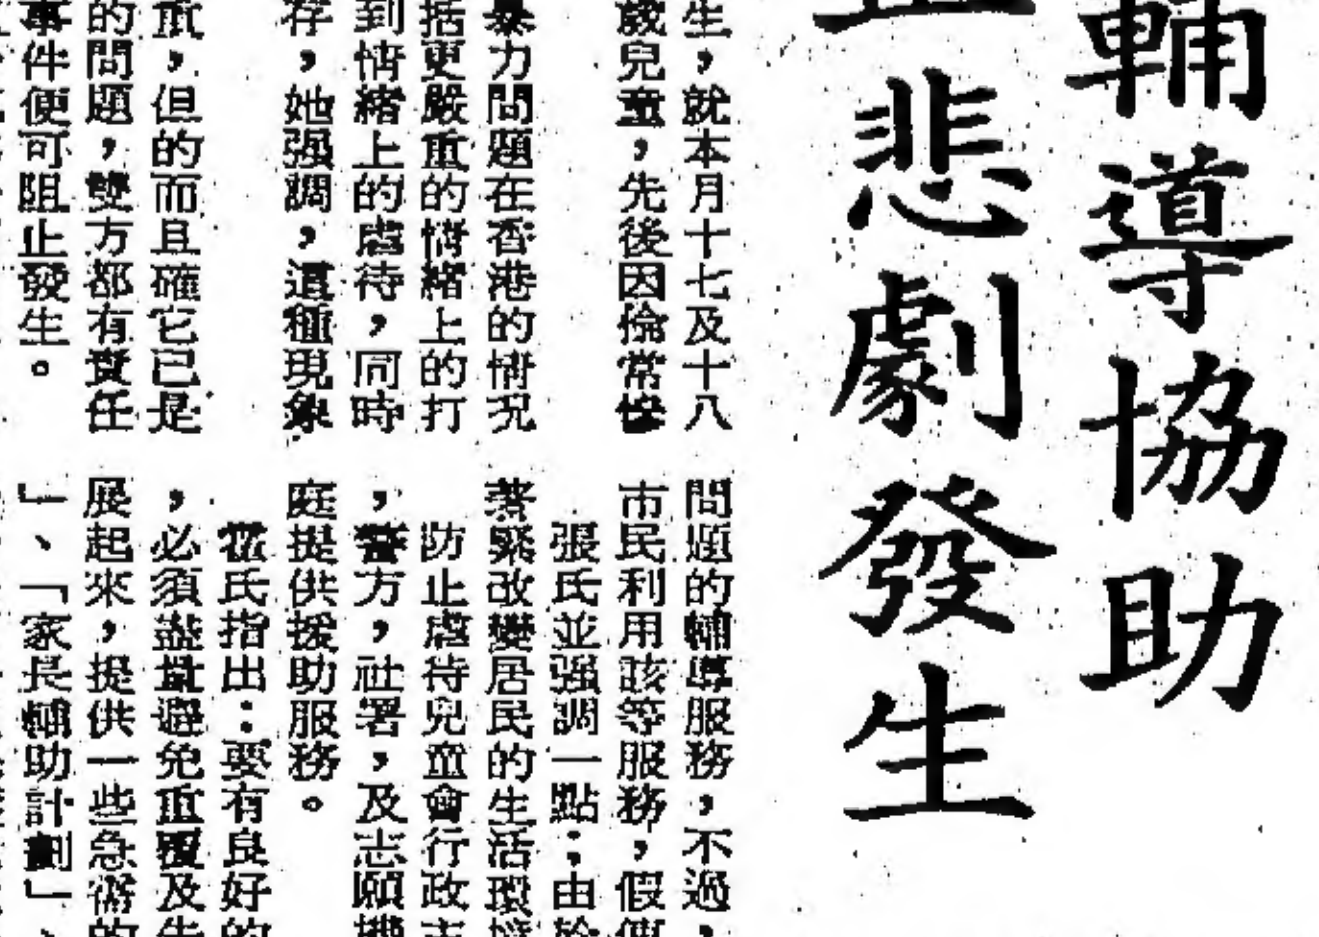 輔導協助
悲劇發生
生，就本月十七及十八
歲兒童，先後因倫常慘
暴力問題在香港的情況
括更嚴重的情緒上的打
到情緒上的虐待，同時
存，她强調，這種現象
重，但的而且確它已是
的問題，雙方都有責任
事件便可阻止發生。
問題的輔導服務，不過，
市民利用該等服務，假使
張氏並强調一點：由於
著緊改變居民的生活環境
防止虐待兒童會行政主
，警方，社署，及志願機
庭提供援助服務。
霍氏指出：要有良好的
，必須盡量避免重覆及
展起來，提供一些急需的
」、「家長輔助計劃」、